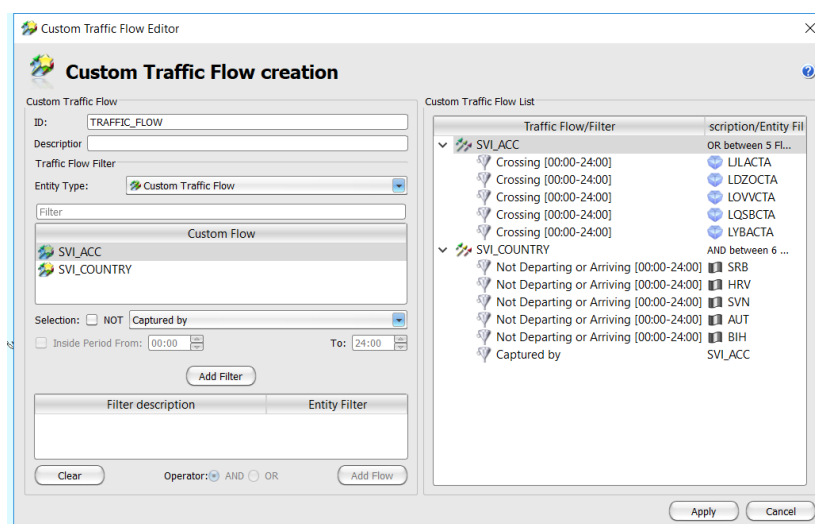 Custom Traffic Flow Editor
Custom Traffic Flow creation
Custom Traffic Flow
ID: TRAFFIC_FLOW
Descriptior
Traffic Flow Filter
Entity Type: Custom Traffic Flow
Filter
Custom Flow
SVI_ACC
SVI_COUNTRY
Selection: NOT Captured by
Inside Period From: 00:00 To: 24:00
Add Filter
Filter description Entity Filter
Clear Operator: AND OR Add Flow
Custom Traffic Flow List
Traffic Flow/Filter scription/Entity Fil
SVI_ACC OR between 5 Fl...
Crossing [00:00-24:00] LJLACTA
Crossing [00:00-24:00] LDZOCTA
Crossing [00:00-24:00] LOVVCTA
Crossing [00:00-24:00] LQSBCTA
Crossing [00:00-24:00] LYBACTA
SVI_COUNTRY AND between 6 ...
Not Departing or Arriving [00:00-24:00] SRB
Not Departing or Arriving [00:00-24:00] HRV
Not Departing or Arriving [00:00-24:00] SVN
Not Departing or Arriving [00:00-24:00] AUT
Not Departing or Arriving [00:00-24:00] BIH
Captured by SVI_ACC
Apply Cancel